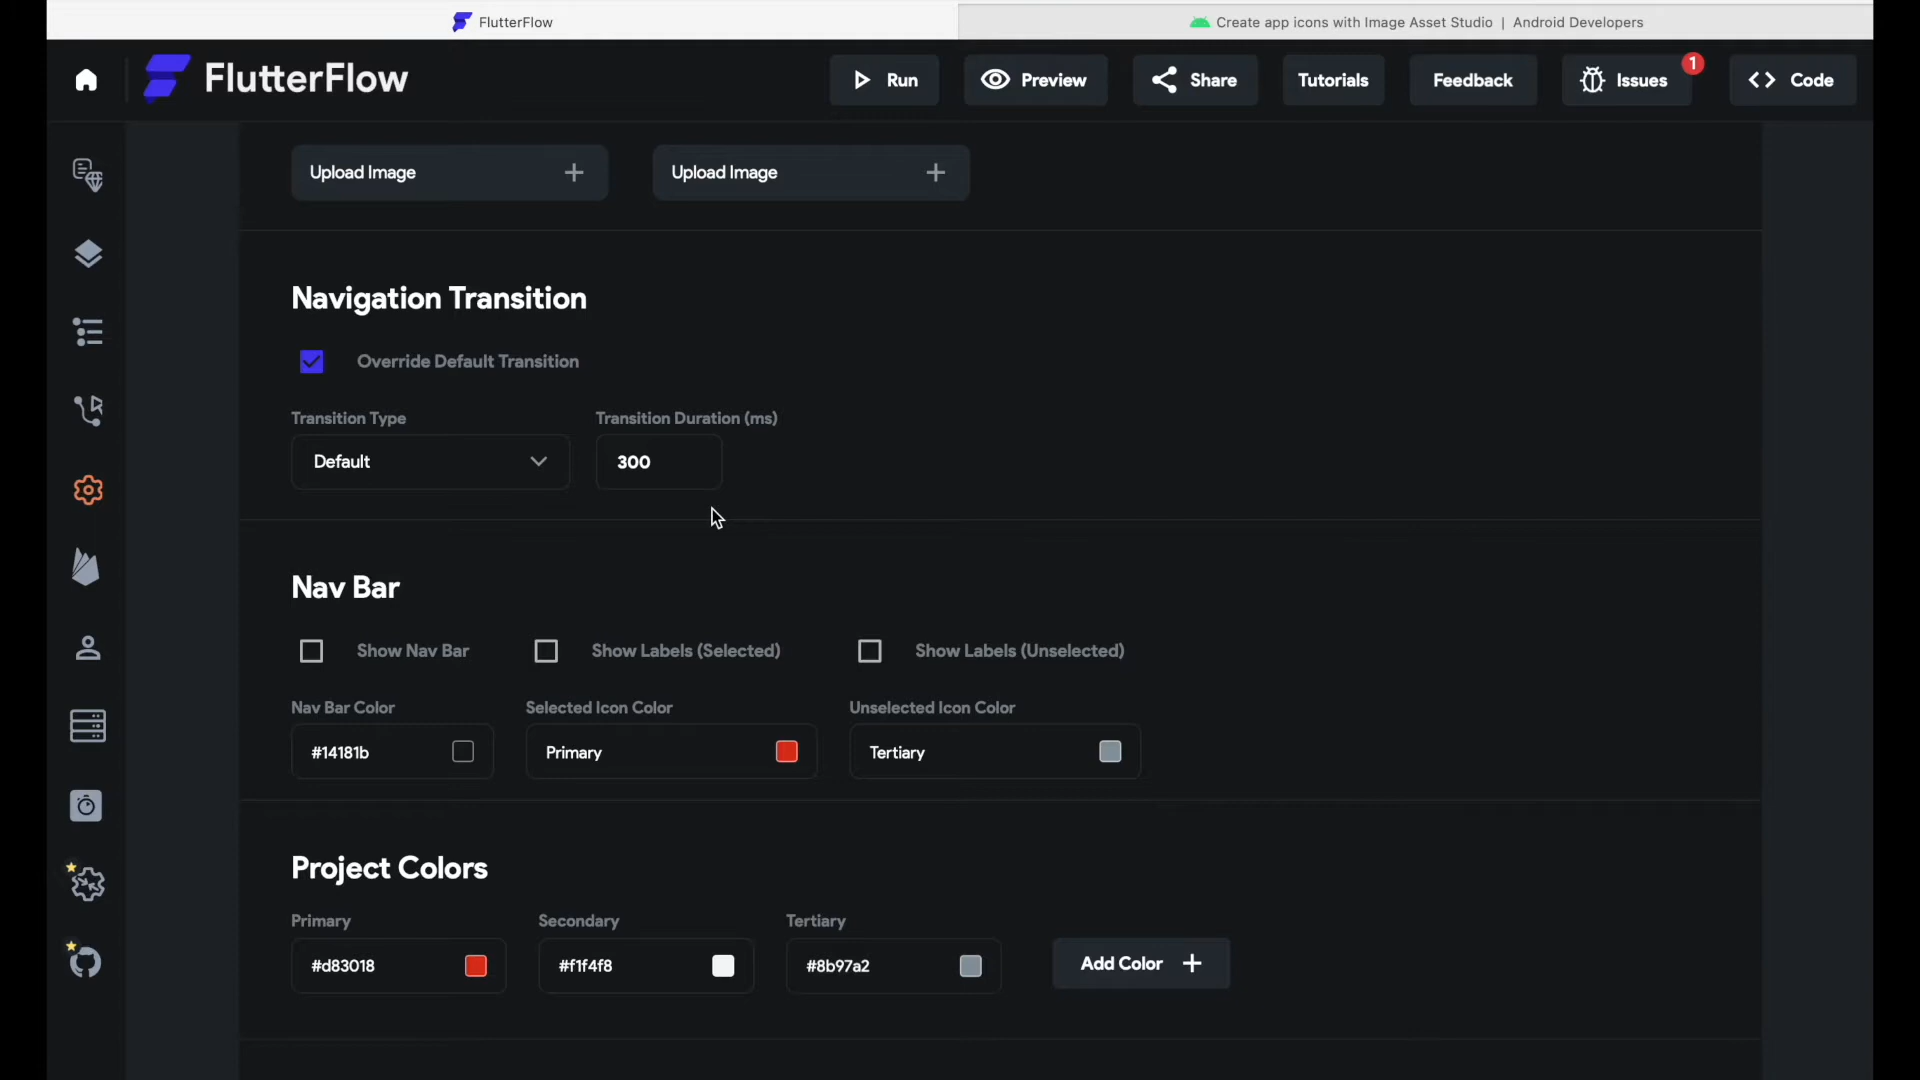 FlutterFlow
Create app icons with Image Asset Studio | Android Developers
FlutterFlow
Run
Preview
Share
Tutorials
Feedback
Issues
1
Code
Upload Image
Upload Image
Navigation Transition
Override Default Transition
Transition Type
Transition Duration (ms)
Default
300
Nav Bar
Show Nav Bar
Show Labels (Selected)
Show Labels (Unselected)
Nav Bar Color
Selected Icon Color
Unselected Icon Color
#14181b
Primary
Tertiary
Project Colors
Primary
Secondary
Tertiary
#d83018
#f1f4f8
#8b97a2
Add Color